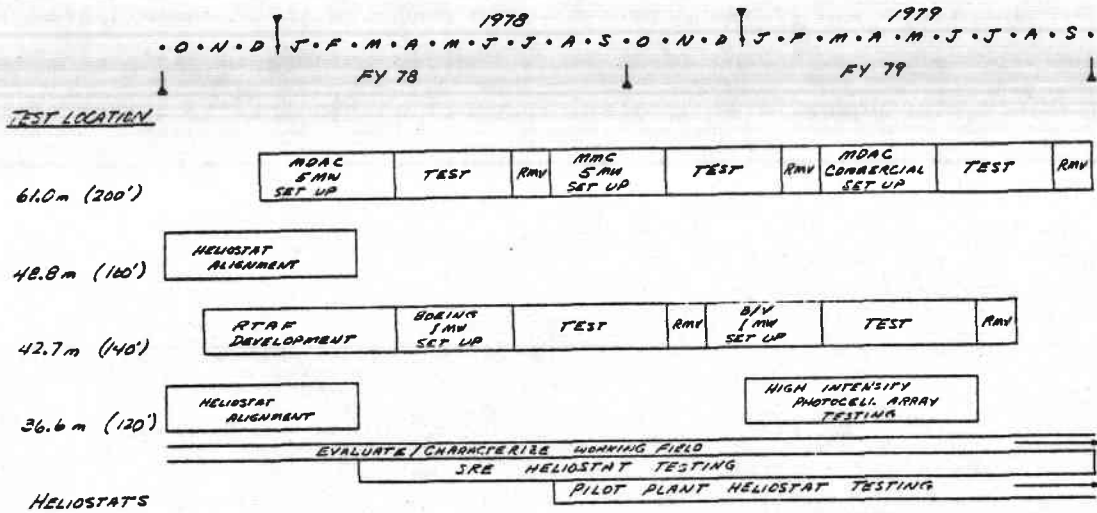 1978 1979
O • N • D J • F • M • A • M • J • J • A • S • O • N • D J • F • M • A • M • J • J • A • S •
FY 78 FY 79
TEST LOCATION
61.0m (200')
MDAC
5 MW
SET UP
TEST
RMV
MMC
5 MW
SET UP
TEST
RMV
MDAC
COMMERCIAL
SET UP
TEST
RMV
48.8m (160')
HELIOSTAT
ALIGNMENT
42.7m (140')
RTAF
DEVELOPMENT
BOEING
1 MW
SET UP
TEST
RMV
B/V
1 MW
SET UP
TEST
RMV
36.6m (120')
HELIOSTAT
ALIGNMENT
HIGH INTENSITY
PHOTOCELL ARRAY
TESTING
EVALUATE/CHARACTERIZE WORKING FIELD
SRE HELIOSTAT TESTING
PILOT PLANT HELIOSTAT TESTING
HELIOSTATS